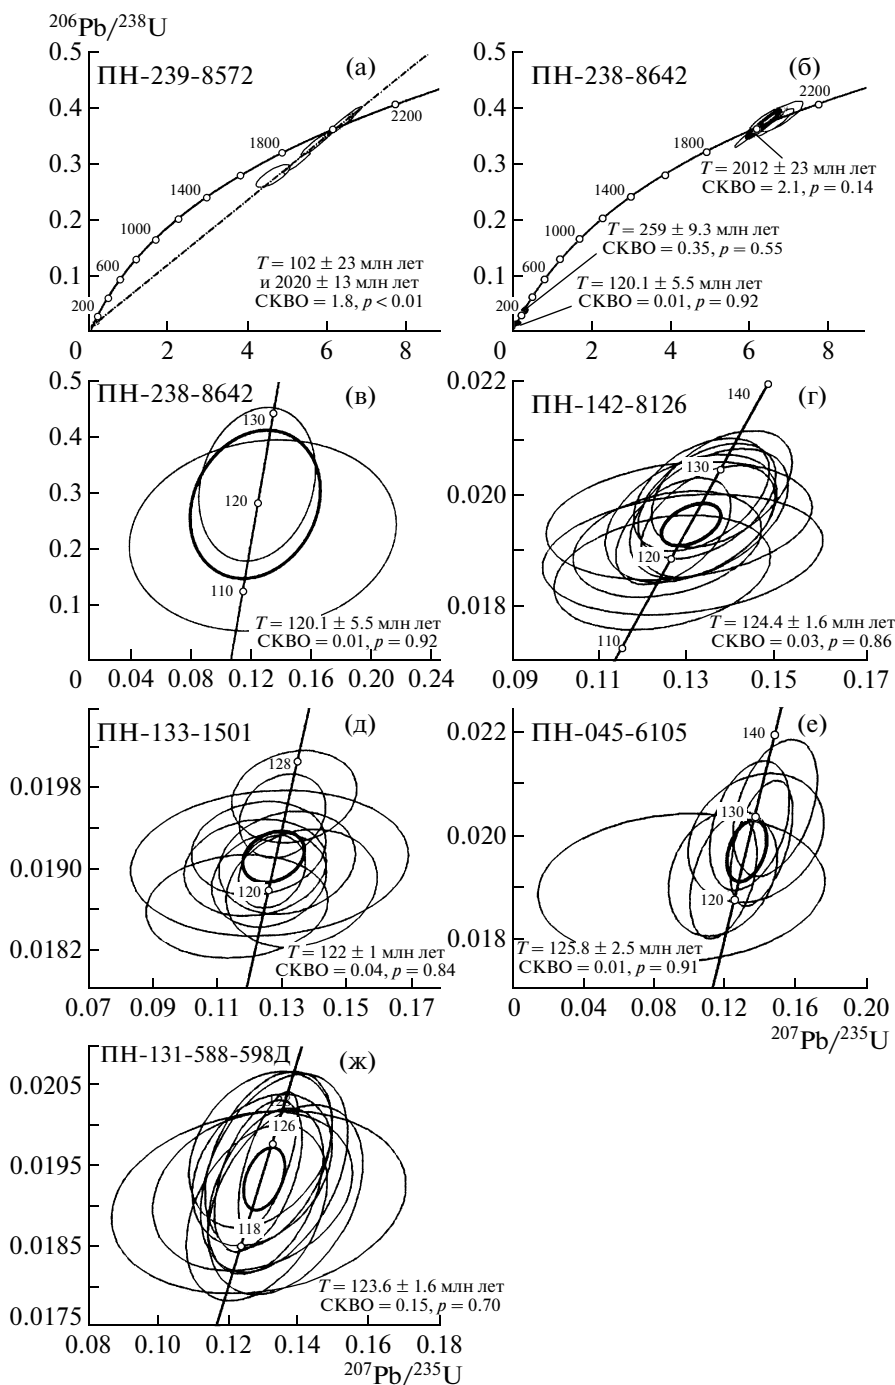 ²⁰⁶Pb/²³⁸U
ПН-239-8572
(а)
0.5
0.4
0.3
0.2
0.1
0
2
4
6
8
200
600
1000
1400
1800
2200
T = 102 ± 23 млн лет
и 2020 ± 13 млн лет
СКВО = 1.8, p < 0.01
ПН-238-8642
(б)
0.5
0.4
0.3
0.2
0.1
0
2
4
6
8
200
600
1000
1400
1800
2200
T = 2012 ± 23 млн лет
СКВО = 2.1, p = 0.14
T = 259 ± 9.3 млн лет
СКВО = 0.35, p = 0.55
T = 120.1 ± 5.5 млн лет
СКВО = 0.01, p = 0.92
ПН-238-8642
(в)
0.5
0.4
0.3
0.2
0.1
0
0.04
0.08
0.12
0.16
0.20
0.24
130
120
110
T = 120.1 ± 5.5 млн лет
СКВО = 0.01, p = 0.92
ПН-142-8126
(г)
0.022
0.020
0.018
0.09
0.11
0.13
0.15
0.17
140
130
120
110
T = 124.4 ± 1.6 млн лет
СКВО = 0.03, p = 0.86
ПН-133-1501
(д)
0.0198
0.0190
0.0182
0.07
0.09
0.11
0.13
0.15
0.17
128
120
T = 122 ± 1 млн лет
СКВО = 0.04, p = 0.84
ПН-045-6105
(е)
0.022
0.020
0.018
0
0.04
0.08
0.12
0.16
0.20
140
130
120
T = 125.8 ± 2.5 млн лет
СКВО = 0.01, p = 0.91
²⁰⁷Pb/²³⁵U
ПН-131-588-598Д
(ж)
0.0205
0.0195
0.0185
0.0175
0.08
0.10
0.12
0.14
0.16
0.18
126
118
T = 123.6 ± 1.6 млн лет
СКВО = 0.15, p = 0.70
²⁰⁷Pb/²³⁵U